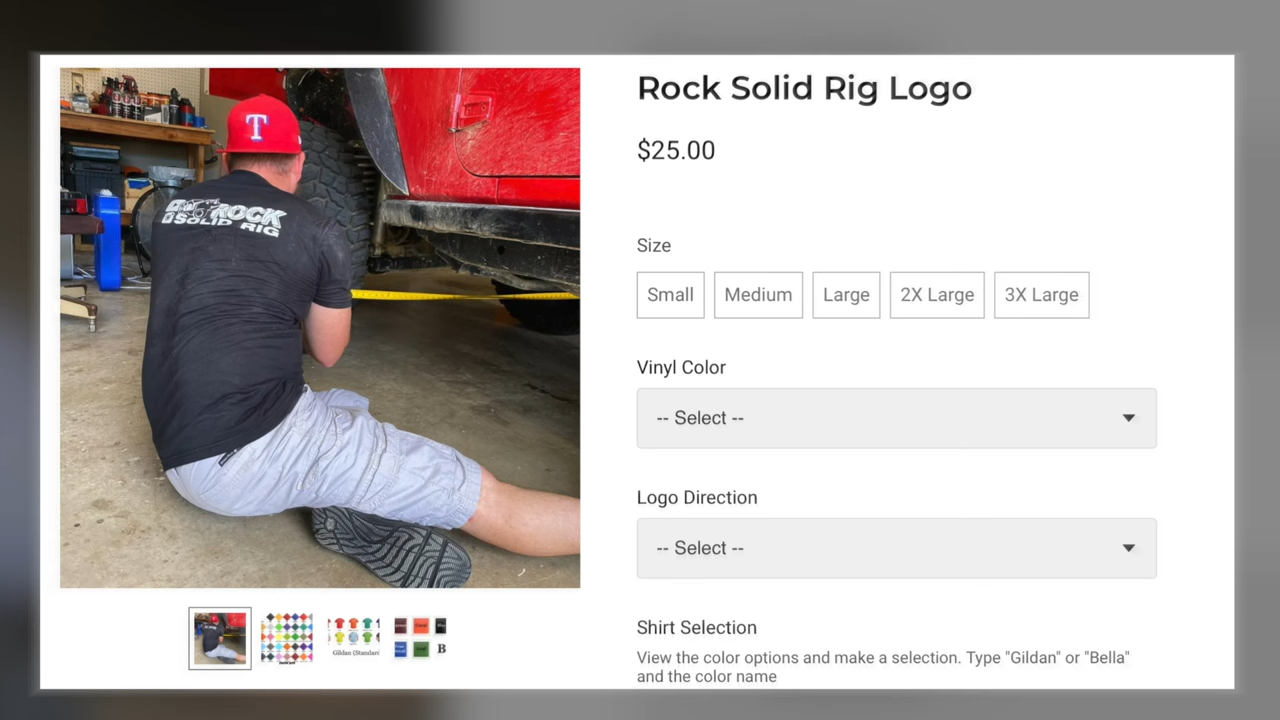 Rock Solid Rig Logo
$25.00
Size
Small Medium Large 2X Large 3X Large
Vinyl Color
-- Select --
Logo Direction
-- Select --
Shirt Selection
View the color options and make a selection. Type "Gildan" or "Bella"
and the color name
T
ROCK
SOLID RIG
Gildan (Standar
B